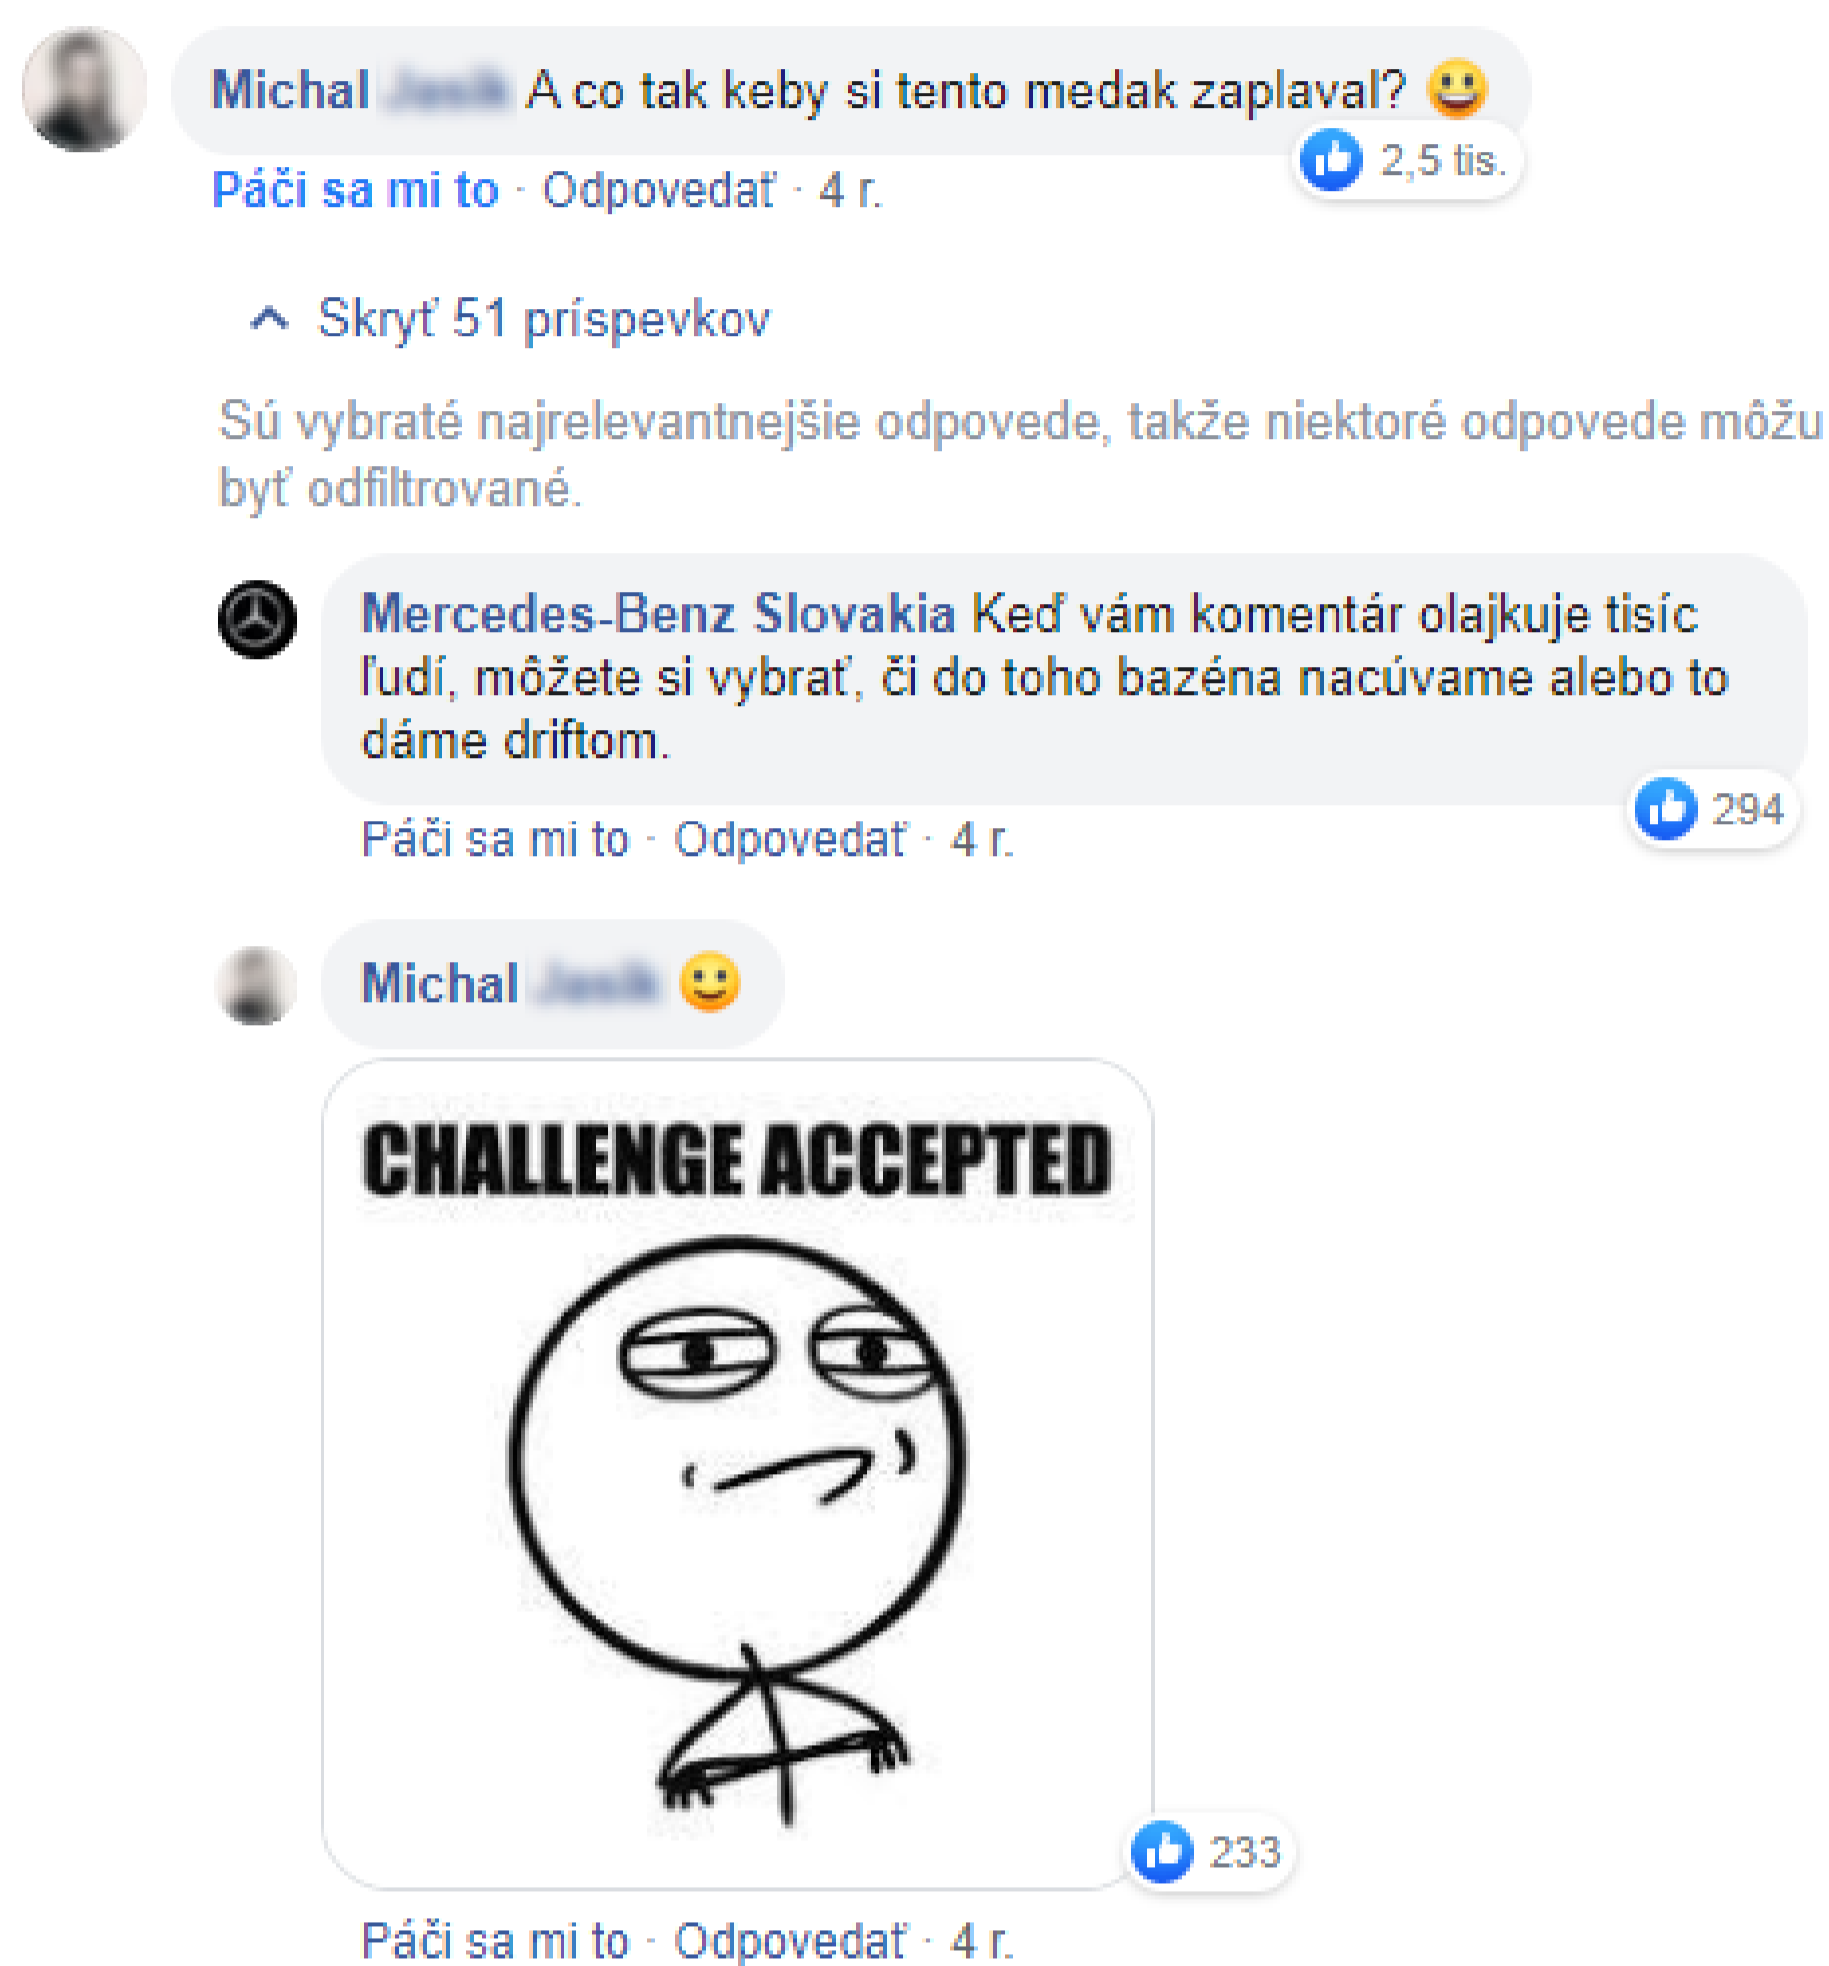 Michal A co tak keby si tento medak zaplaval?
2,5 tis.
Páči sa mi to · Odpovedať · 4 r.
Skryť 51 príspevkov
Sú vybraté najrelevantnejšie odpovede, takže niektoré odpovede môžu
byť odfiltrované.
Mercedes-Benz Slovakia Keď vám komentár olajkuje tisíc
ľudí, môžete si vybrať, či do toho bazéna nacúvame alebo to
dáme driftom.
294
Páči sa mi to · Odpovedať · 4 r.
Michal
CHALLENGE ACCEPTED
233
Páči sa mi to · Odpovedať · 4 r.